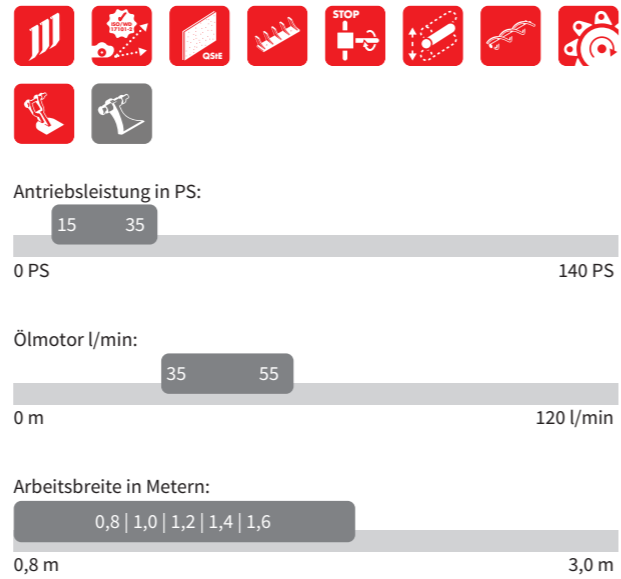 ISO/WD
17101-2
QStE
STOP
Antriebsleistung in PS:
15 35
0 PS 140 PS
Ölmotor l/min:
35 55
0 m 120 l/min
Arbeitsbreite in Metern:
0,8 | 1,0 | 1,2 | 1,4 | 1,6
0,8 m 3,0 m